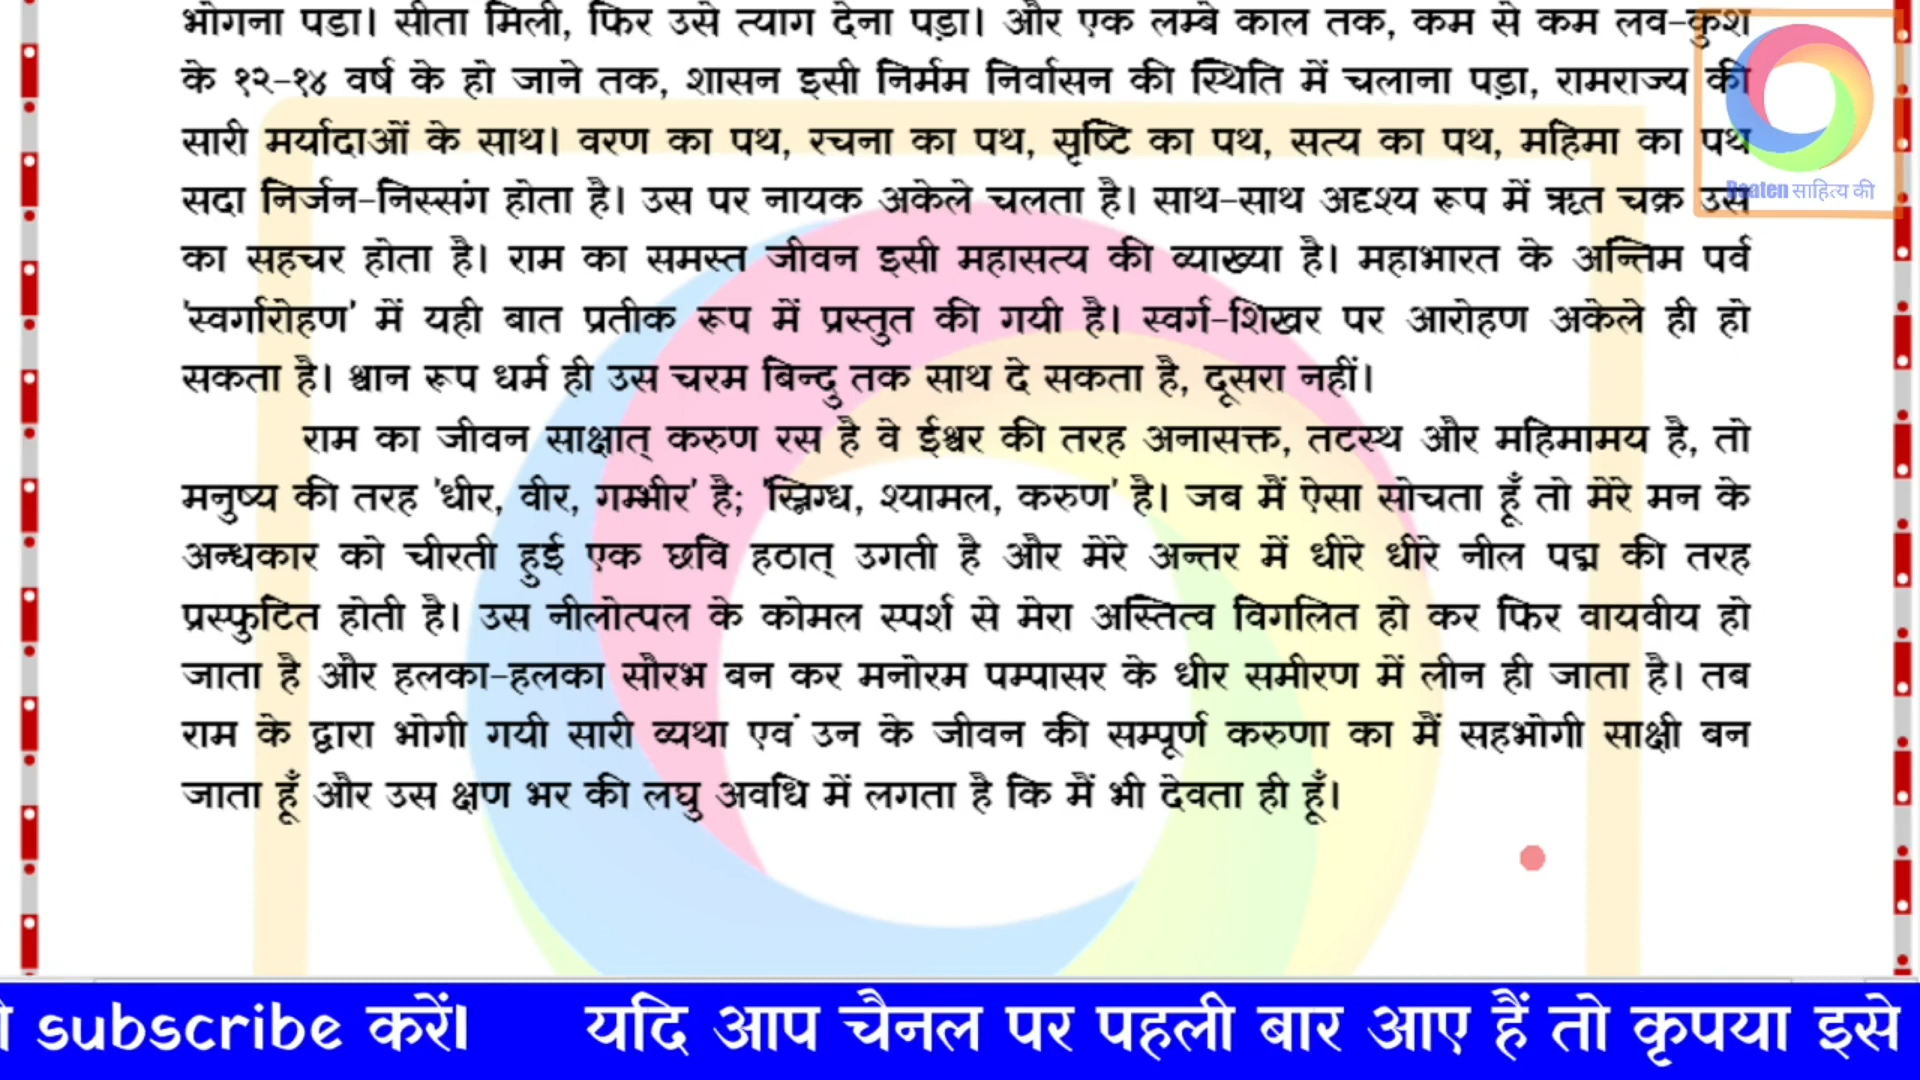 भोगना पडा। सीता मिली, फिर उसे त्याग देना पड़ा। और एक लम्बे काल तक, कम से कम लव-कुश
के १२-१४ वर्ष के हो जाने तक, शासन इसी निर्मम निर्वासन की स्थिति में चलाना पड़ा, रामराज्य की
सारी मर्यादाओं के साथ। वरण का पथ, रचना का पथ, सृष्टि का पथ, सत्य का पथ, महिमा का पथ
सदा निर्जन-निस्संग होता है। उस पर नायक अकेले चलता है। साथ-साथ अदृश्य रूप में ऋत चक्र उस
का सहचर होता है। राम का समस्त जीवन इसी महासत्य की व्याख्या है। महाभारत के अन्तिम पर्व
'स्वर्गारोहण' में यही बात प्रतीक रूप में प्रस्तुत की गयी है। स्वर्ग-शिखर पर आरोहण अकेले ही हो
सकता है। श्वान रूप धर्म ही उस चरम बिन्दु तक साथ दे सकता है, दूसरा नहीं।
राम का जीवन साक्षात् करुण रस है वे ईश्वर की तरह अनासक्त, तटस्थ और महिमामय है, तो
मनुष्य की तरह 'धीर, वीर, गम्भीर' है; 'स्निग्ध, श्यामल, करुण' है। जब मैं ऐसा सोचता हूँ तो मेरे मन के
अन्धकार को चीरती हुई एक छवि हठात् उगती है और मेरे अन्तर में धीरे धीरे नील पद्म की तरह
प्रस्फुटित होती है। उस नीलोत्पल के कोमल स्पर्श से मेरा अस्तित्व विगलित हो कर फिर वायवीय हो
जाता है और हलका-हलका सौरभ बन कर मनोरम पम्पासर के धीर समीरण में लीन ही जाता है। तब
राम के द्वारा भोगी गयी सारी व्यथा एवं उन के जीवन की सम्पूर्ण करुणा का मैं सहभोगी साक्षी बन
जाता हूँ और उस क्षण भर की लघु अवधि में लगता है कि मैं भी देवता ही हूँ।
Baaten साहित्य की
subscribe करें। यदि आप चैनल पर पहली बार आए हैं तो कृपया इसे